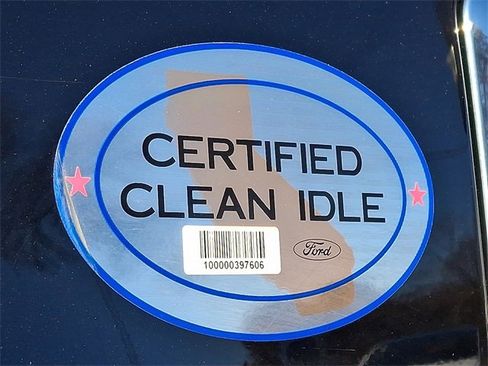 CERTIFIED
CLEAN IDLE
100000397606
Ford